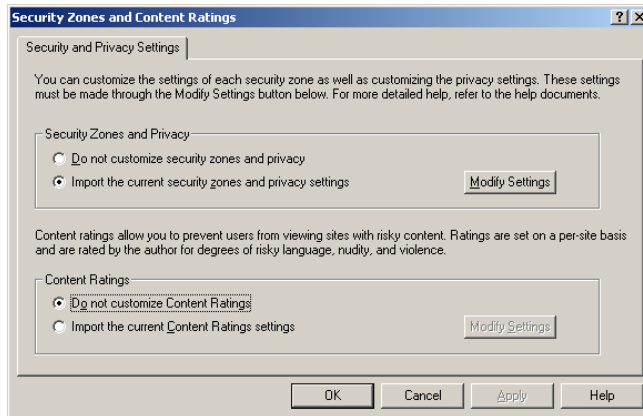 Security Zones and Content Ratings
Security and Privacy Settings
You can customize the settings of each security zone as well as customizing the privacy settings. These settings
must be made through the Modify Settings button below. For more detailed help, refer to the help documents.
Security Zones and Privacy
Do not customize security zones and privacy
Import the current security zones and privacy settings
Modify Settings
Content ratings allow you to prevent users from viewing sites with risky content. Ratings are set on a per-site basis
and are rated by the author for degrees of risky language, nudity, and violence.
Content Ratings
Do not customize Content Ratings
Import the current Content Ratings settings
Modify Settings
OK Cancel Apply Help